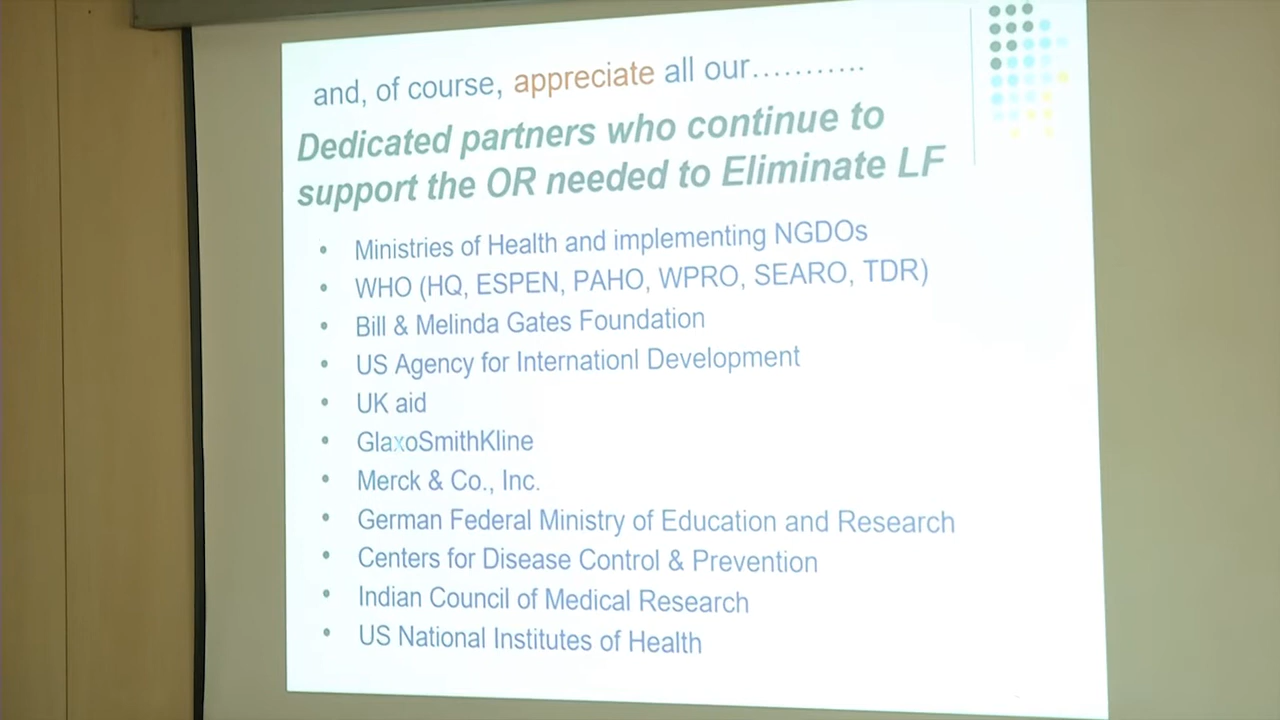 and, of course, appreciate all our...........
Dedicated partners who continue to
support the OR needed to Eliminate LF
• Ministries of Health and implementing NGDOs
• WHO (HQ, ESPEN, PAHO, WPRO, SEARO, TDR)
• Bill & Melinda Gates Foundation
• US Agency for Internationl Development
• UK aid
• GlaxoSmithKline
• Merck & Co., Inc.
• German Federal Ministry of Education and Research
• Centers for Disease Control & Prevention
• Indian Council of Medical Research
• US National Institutes of Health